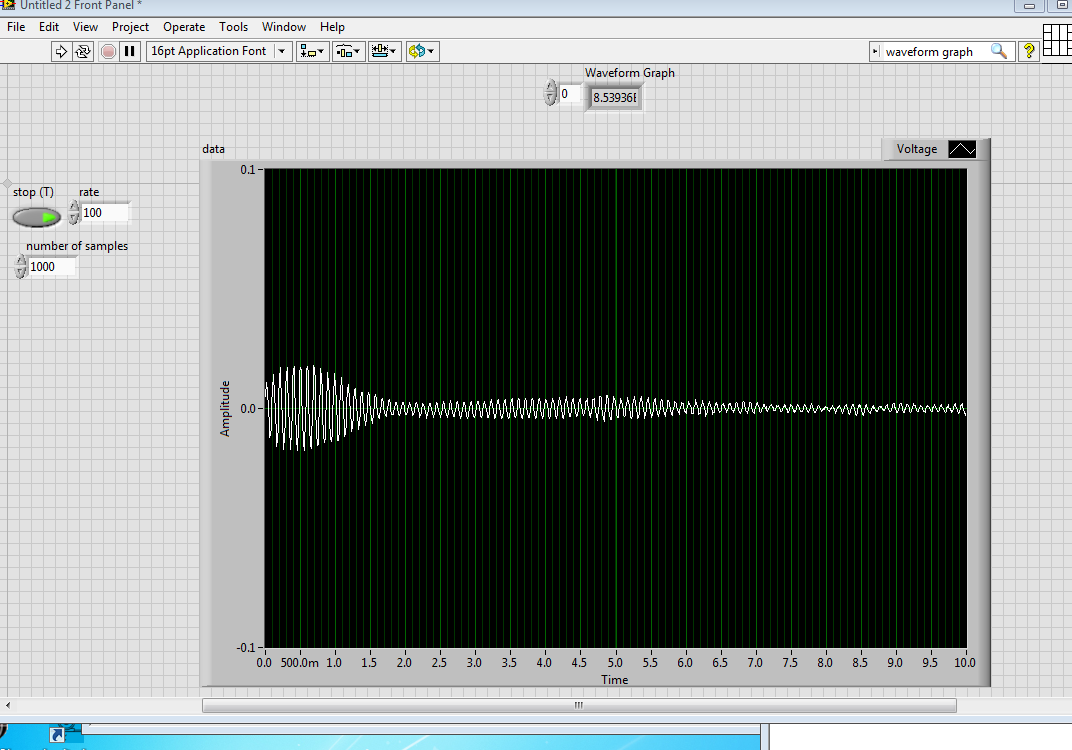 Untitled 2 Front Panel *
File Edit View Project Operate Tools Window Help
16pt Application Font
waveform graph
?
Waveform Graph
0
8.53936E
data
Voltage
stop (T)
rate
100
number of samples
1000
Amplitude
0.1
0.0
-0.1
0.0 500.0m 1.0 1.5 2.0 2.5 3.0 3.5 4.0 4.5 5.0 5.5 6.0 6.5 7.0 7.5 8.0 8.5 9.0 9.5 10.0
Time